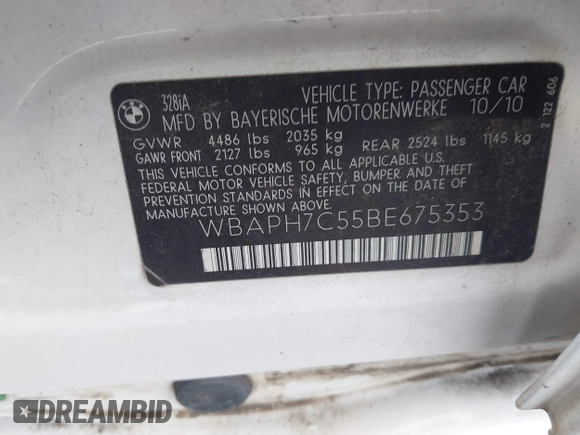 BMW
328iA VEHICLE TYPE: PASSENGER CAR
MFD BY BAYERISCHE MOTORENWERKE 10/10
GVWR 4486 lbs 2035 kg
GAWR FRONT 2127 lbs 965 kg REAR 2524 lbs 1145 kg
THIS VEHICLE CONFORMS TO ALL APPLICABLE U.S.
FEDERAL MOTOR VEHICLE SAFETY, BUMPER AND THEFT
PREVENTION STANDARDS IN EFFECT ON THE DATE OF
MANUFACTURE SHOWN ABOVE.
WBAPH7C55BE675353
2 122 606
DREAMBID